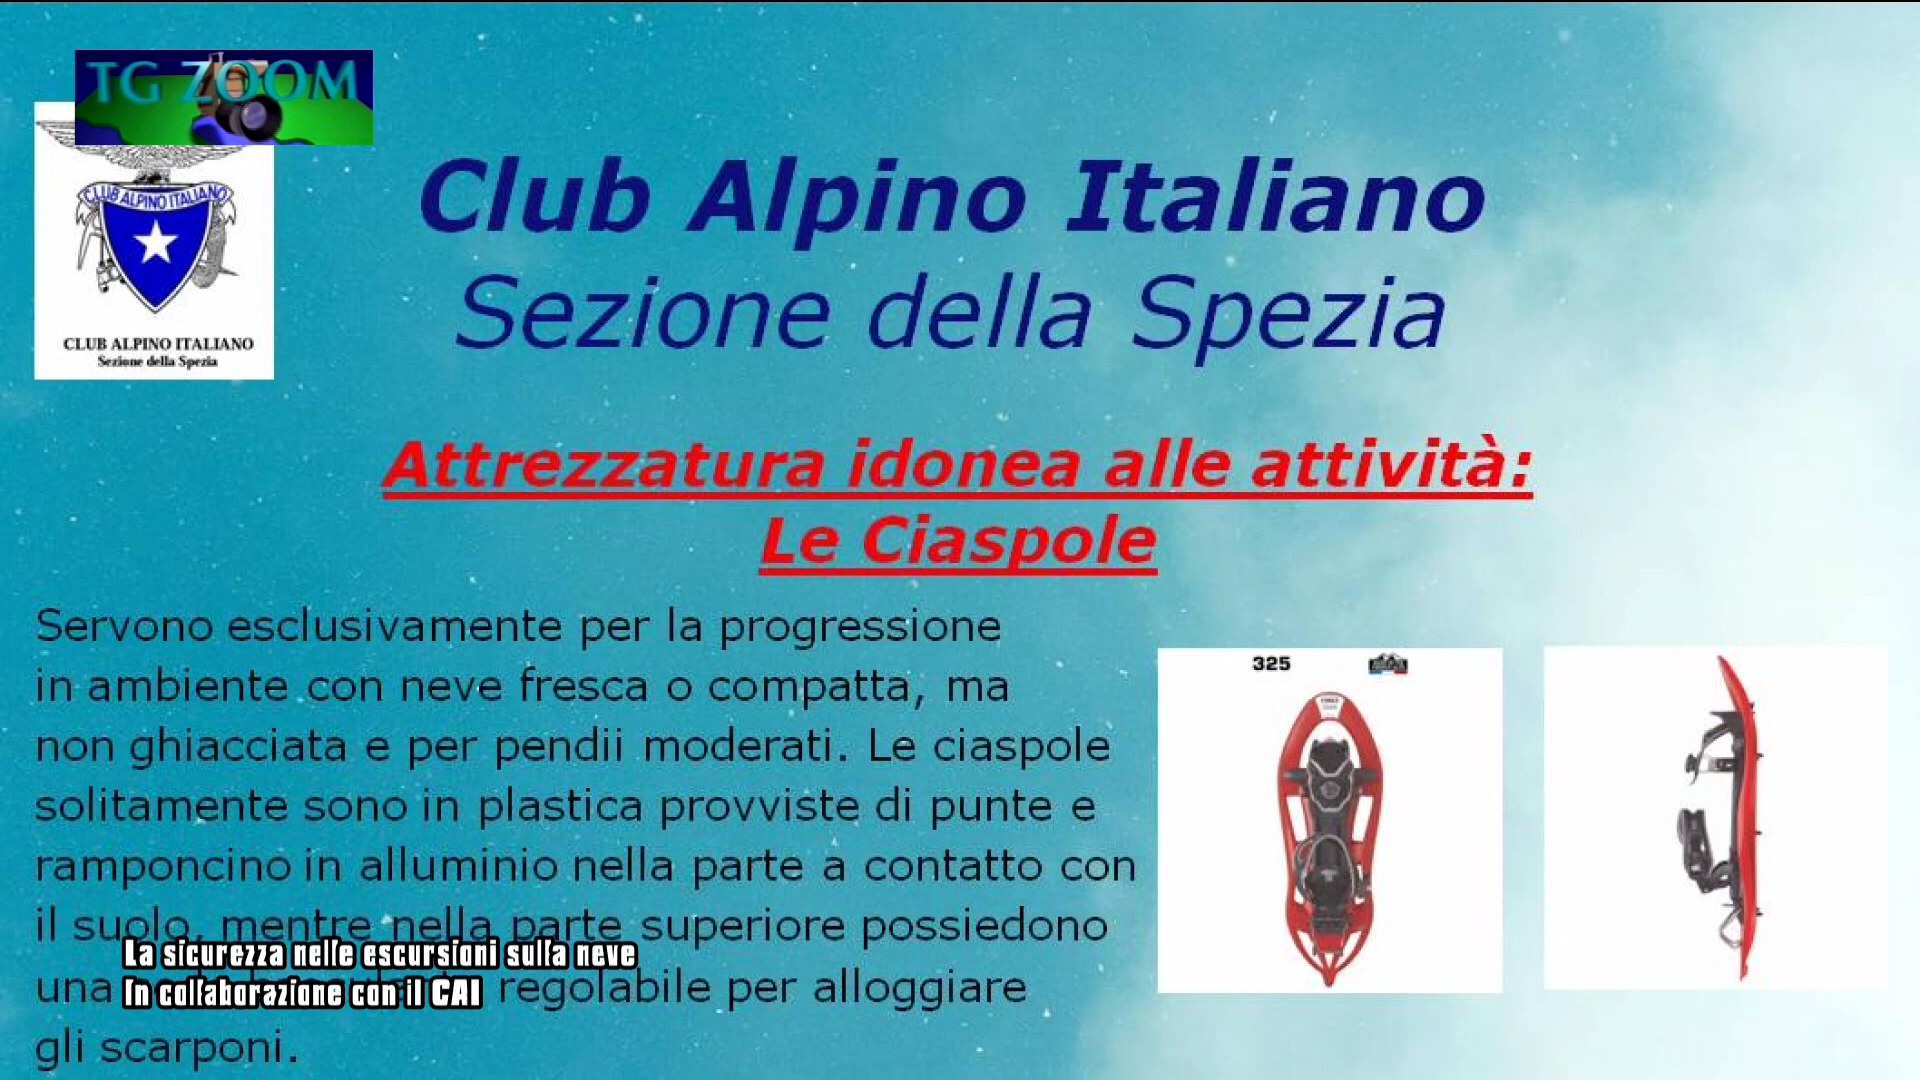 TG ZOOM
CLUB ALPINO ITALIANO
CLUB ALPINO ITALIANO
Sezione della Spezia
Club Alpino Italiano
Sezione della Spezia
Attrezzatura idonea alle attività:
Le Ciaspole
Servono esclusivamente per la progressione
in ambiente con neve fresca o compatta, ma
non ghiacciata e per pendii moderati. Le ciaspole
solitamente sono in plastica provviste di punte e
ramponcino in alluminio nella parte a contatto con
il suolo, mentre nella parte superiore possiedono
una regolabile per alloggiare
gli scarponi.
325
La sicurezza nelle escursioni sulla neve
In collaborazione con il CAI